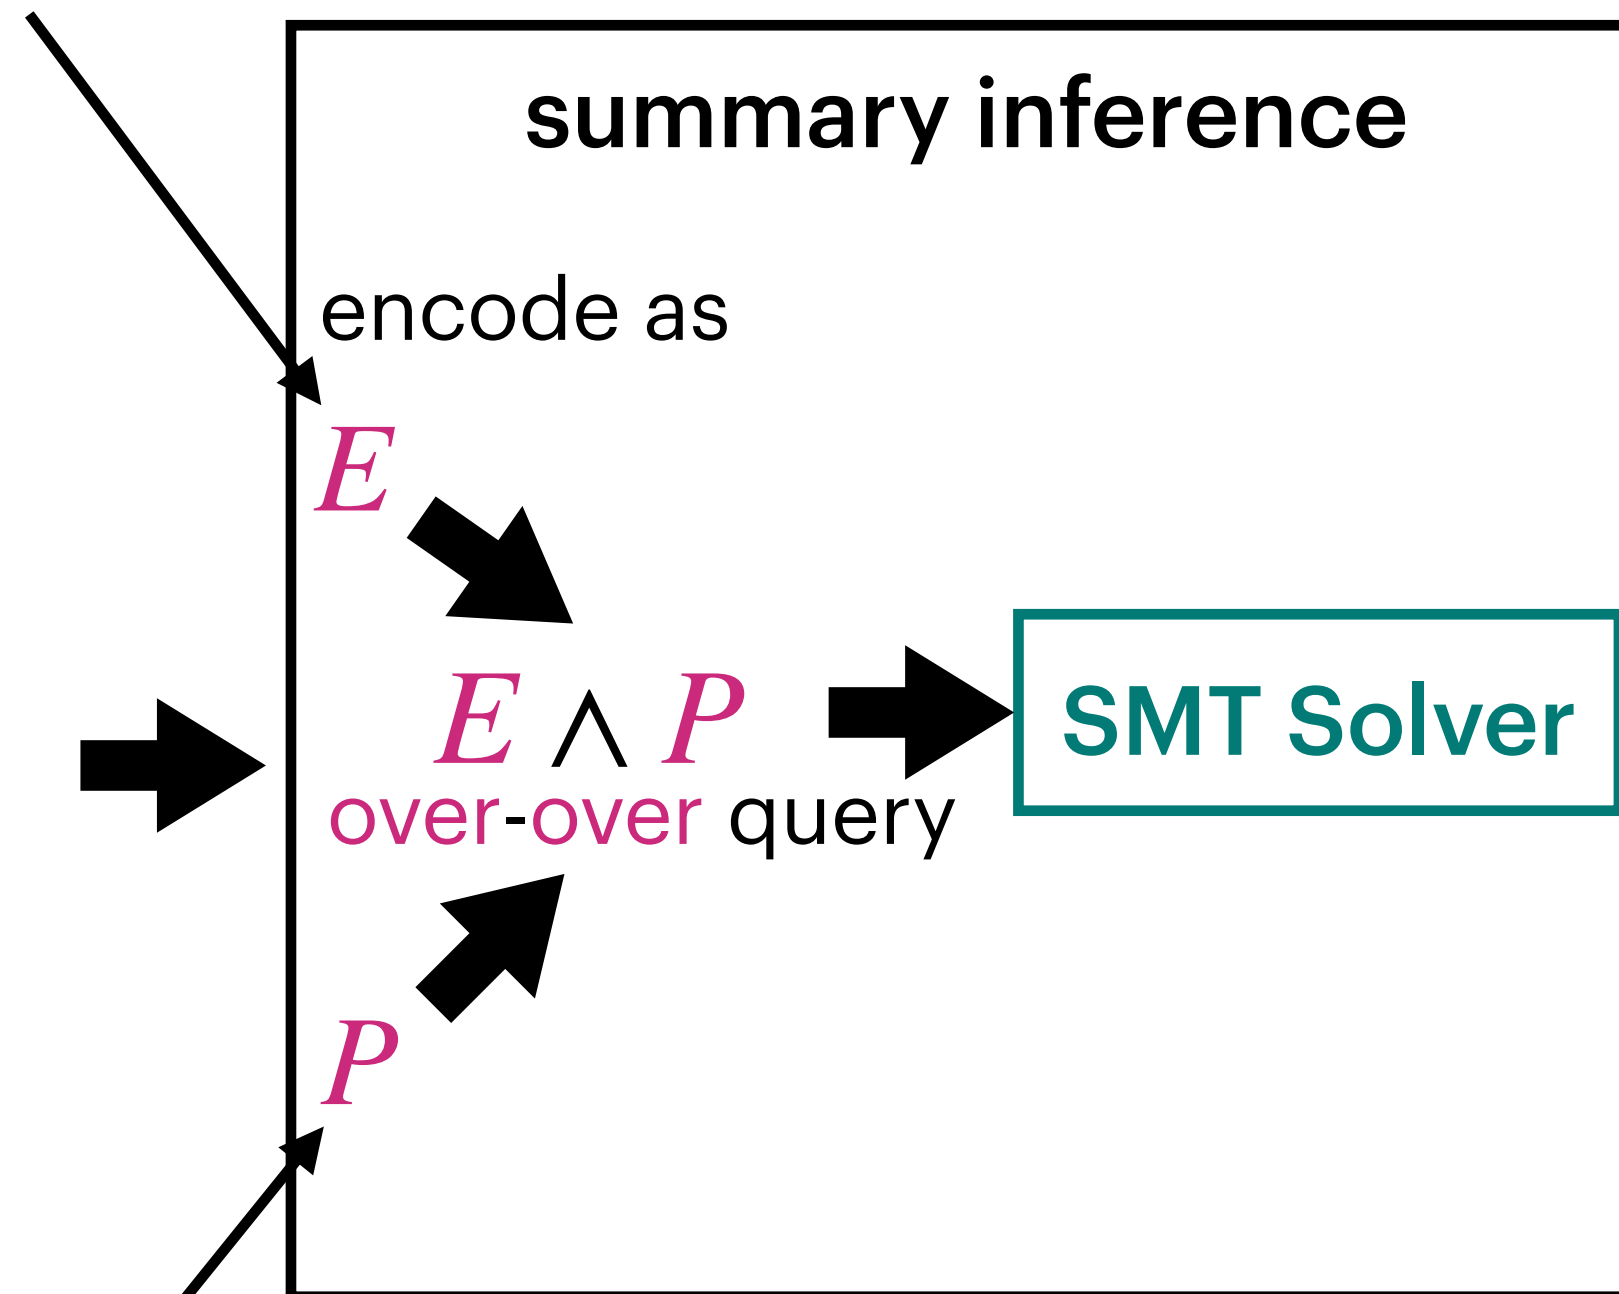 summary inference
encode as
E
E ∧ P
over-over query
SMT Solver
P